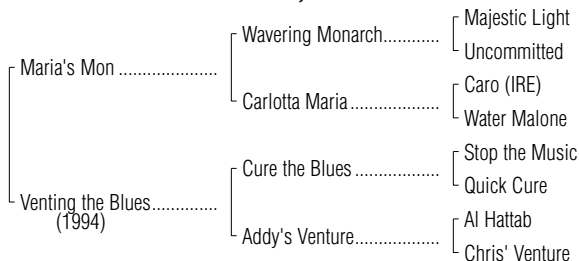 Majestic Light
Wavering Monarch............
Uncommitted
Maria's Mon .....................
Caro (IRE)
Carlotta Maria ...................
Water Malone
Stop the Music
Cure the Blues ..................
Quick Cure
Venting the Blues..............
(1994)
Al Hattab
Addy's Venture..................
Chris' Venture